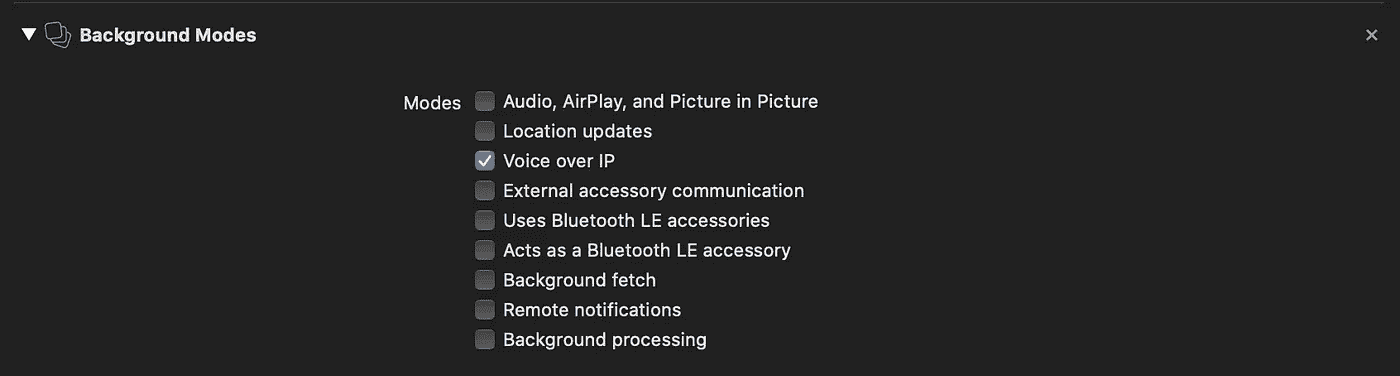 Background Modes
Modes
Audio, AirPlay, and Picture in Picture
Location updates
Voice over IP
External accessory communication
Uses Bluetooth LE accessories
Acts as a Bluetooth LE accessory
Background fetch
Remote notifications
Background processing